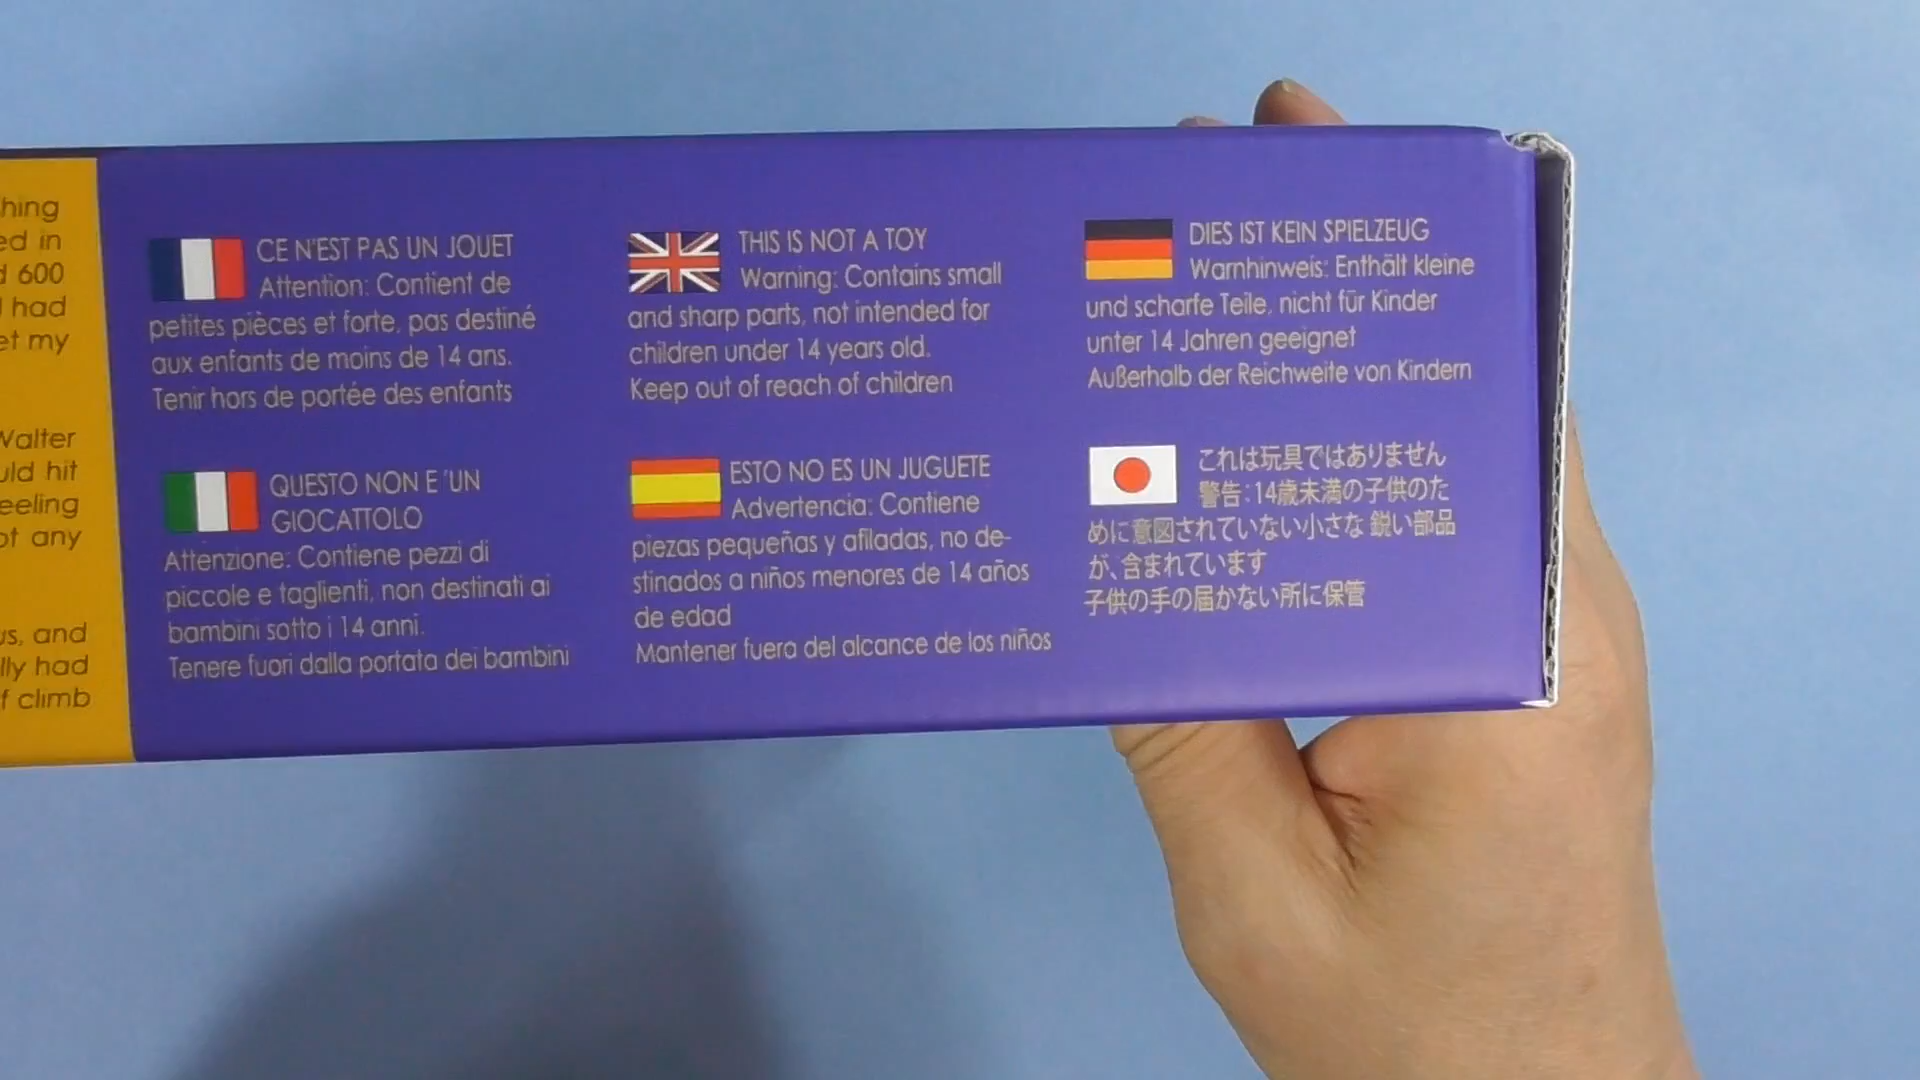 hing
ed in
600
had
et my
Walter
uld hit
eeling
ot any
us, and
lly had
f climb
CE N'EST PAS UN JOUET
Attention: Contient de
petites pièces et forte, pas destiné
aux enfants de moins de 14 ans.
Tenir hors de portée des enfants
THIS IS NOT A TOY
Warning: Contains small
and sharp parts, not intended for
children under 14 years old.
Keep out of reach of children
DIES IST KEIN SPIELZEUG
Warnhinweis: Enthält kleine
und scharfe Teile, nicht für Kinder
unter 14 Jahren geeignet
Außerhalb der Reichweite von Kindern
QUESTO NON E 'UN
GIOCATTOLO
Attenzione: Contiene pezzi di
piccole e taglienti, non destinati ai
bambini sotto i 14 anni.
Tenere fuori dalla portata dei bambini
ESTO NO ES UN JUGUETE
Advertencia: Contiene
piezas pequeñas y afiladas, no de-
stinados a niños menores de 14 años
de edad
Mantener fuera del alcance de los niños
これは玩具ではありません
警告:14歳未満の子供のた
めに意図されていない小さな 鋭い部品
が、含まれています
子供の手の届かない所に保管